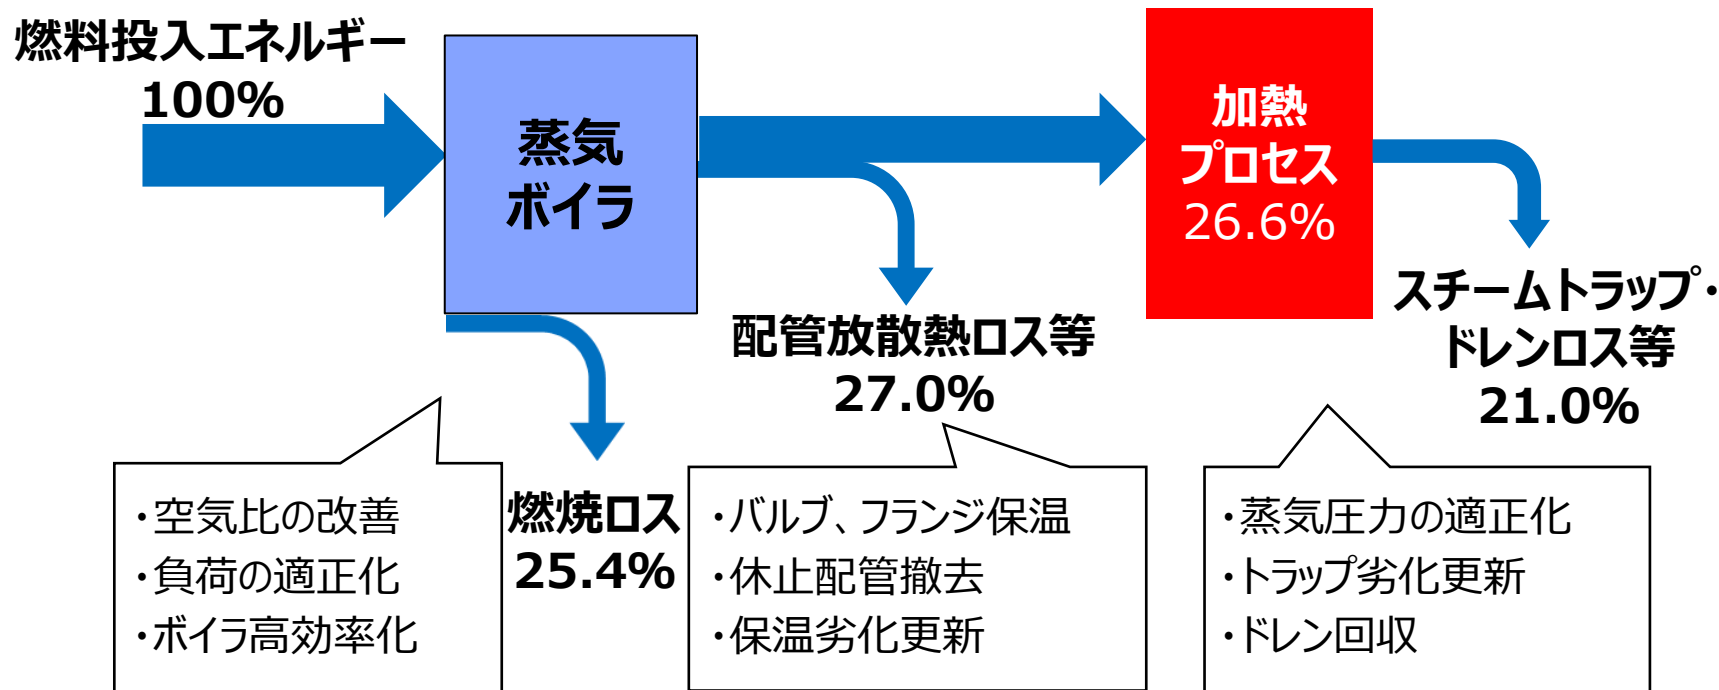 燃料投入エネルギー
100%
蒸気
ボイラ
加熱
プロセス
26.6%
配管放散熱ロス等
27.0%
スチームトラップ・
ドレンロス等
21.0%
燃焼ロス
25.4%
・空気比の改善
・負荷の適正化
・ボイラ高効率化
・バルブ、フランジ保温
・休止配管撤去
・保温劣化更新
・蒸気圧力の適正化
・トラップ劣化更新
・ドレン回収